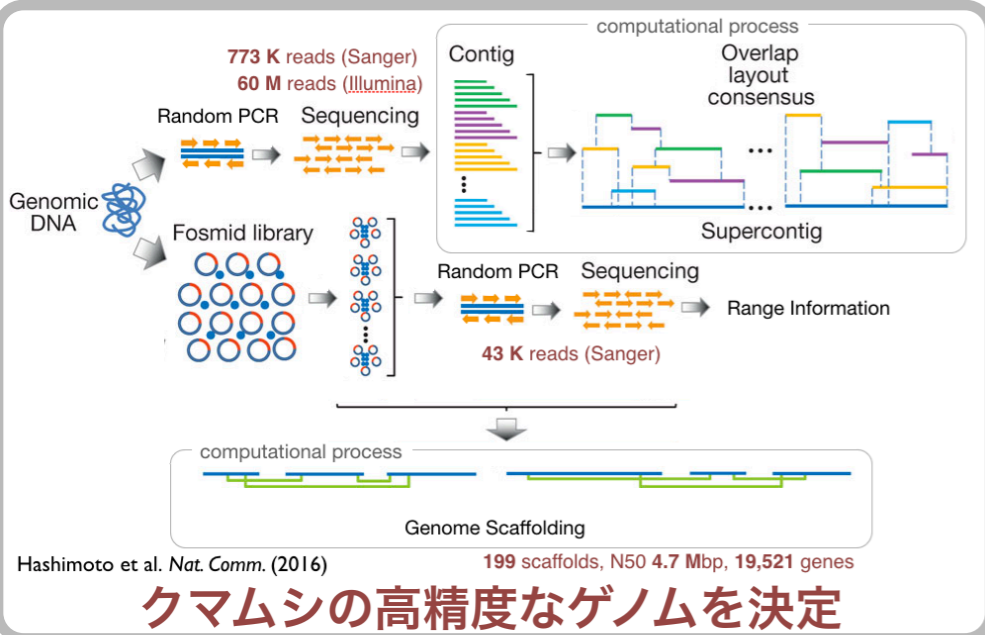 computational process
773 K reads (Sanger)
60 M reads (Illumina)
Contig
Overlap
layout
consensus
Random PCR
Sequencing
Genomic
DNA
Supercontig
Fosmid library
Random PCR
Sequencing
Range Information
43 K reads (Sanger)
computational process
Genome Scaffolding
Hashimoto et al. Nat. Comm. (2016)
199 scaffolds, N50 4.7 Mbp, 19,521 genes
クマムシの高精度なゲノムを決定